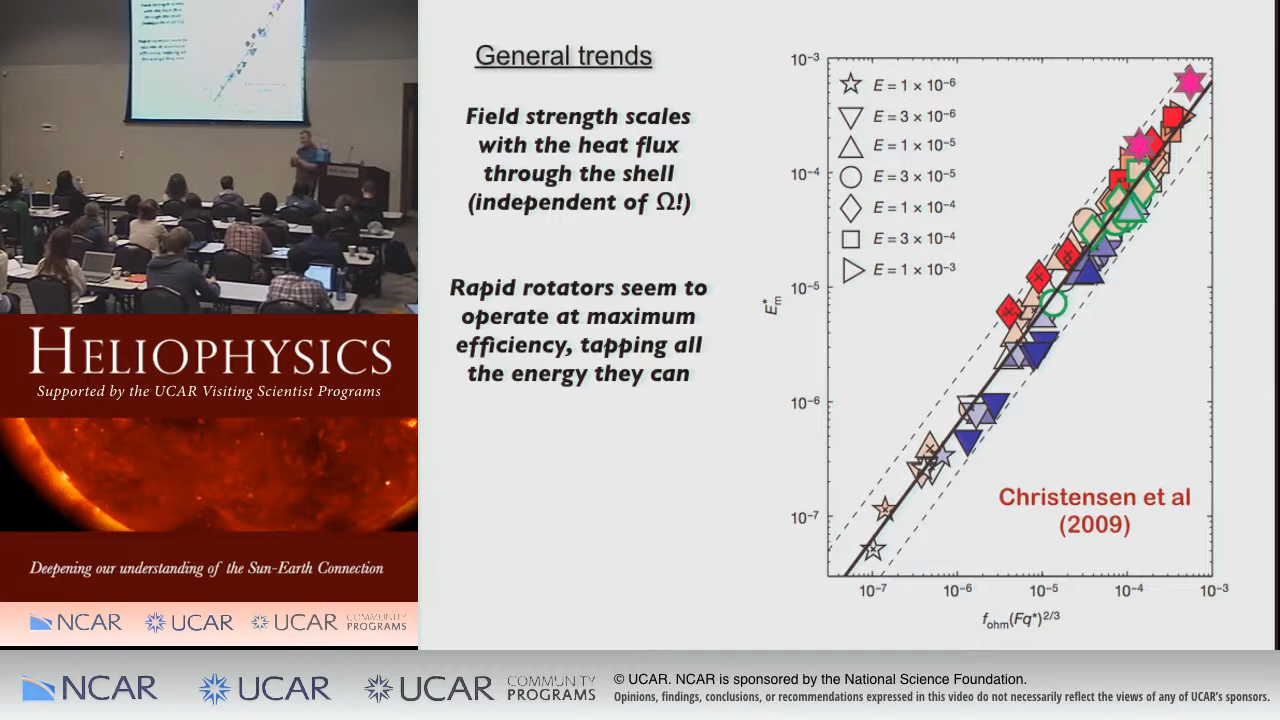 General trends
Field strength scales
with the heat flux
through the shell
(independent of Ω!)
Rapid rotators seem to
operate at maximum
efficiency, tapping all
the energy they can
10⁻³
10⁻⁴
10⁻⁵
10⁻⁶
10⁻⁷
E*m
E = 1 × 10⁻⁶
E = 3 × 10⁻⁶
E = 1 × 10⁻⁵
E = 3 × 10⁻⁵
E = 1 × 10⁻⁴
E = 3 × 10⁻⁴
E = 1 × 10⁻³
Christensen et al
(2009)
10⁻⁷ 10⁻⁶ 10⁻⁵ 10⁻⁴ 10⁻³
f_ohm(Fq*)^2/3
HELIOPHYSICS
Supported by the UCAR Visiting Scientist Programs
Deepening our understanding of the Sun-Earth Connection
NCAR UCAR UCAR COMMUNITY
PROGRAMS
NCAR UCAR UCAR COMMUNITY
PROGRAMS
© UCAR. NCAR is sponsored by the National Science Foundation.
Opinions, findings, conclusions, or recommendations expressed in this video do not necessarily reflect the views of any of UCAR's sponsors.